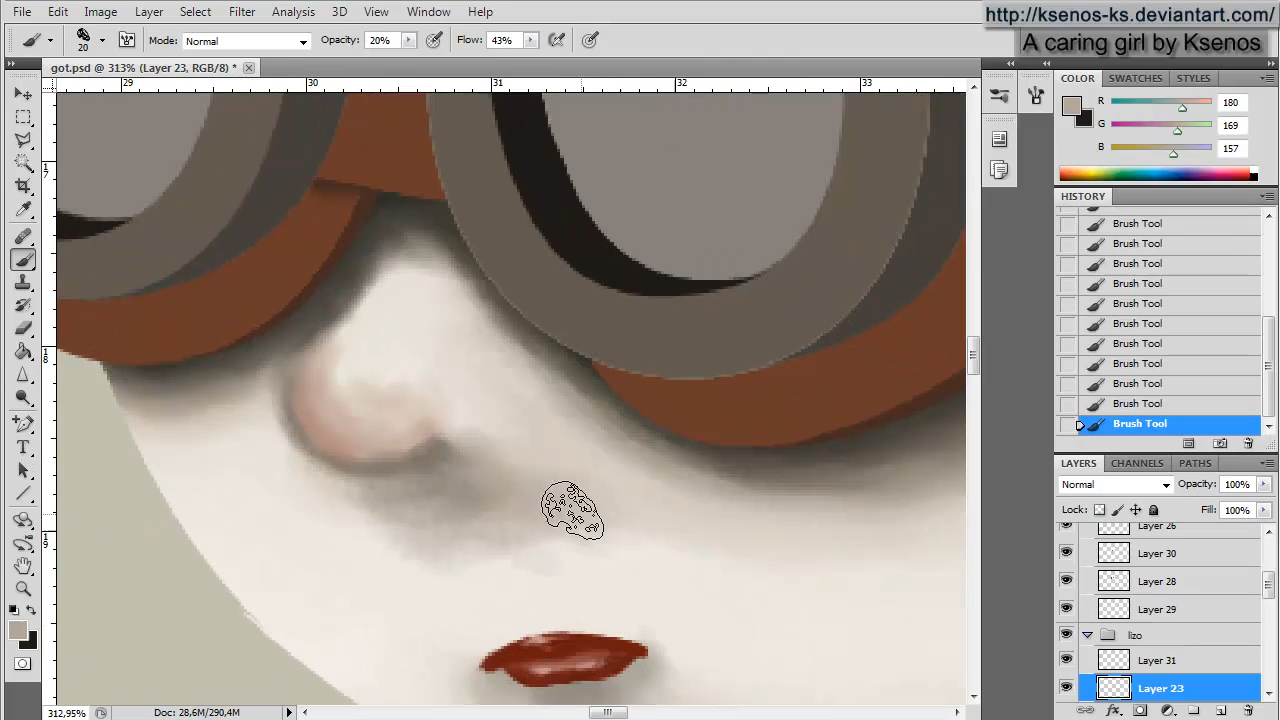 File Edit Image Layer Select Filter Analysis 3D View Window Help
http://ksenos-ks.deviantart.com/
A caring girl by Ksenos
20 Mode: Normal Opacity: 20% Flow: 43%
got.psd @ 313% (Layer 23, RGB/8) *
29 30 31 32 33
17
18
19
COLOR SWATCHES STYLES
R 180
G 169
B 157
HISTORY
Brush Tool
Brush Tool
Brush Tool
Brush Tool
Brush Tool
Brush Tool
Brush Tool
Brush Tool
Brush Tool
Brush Tool
Brush Tool
LAYERS CHANNELS PATHS
Normal Opacity: 100%
Lock: Fill: 100%
Layer 26
Layer 30
Layer 28
Layer 29
lizo
Layer 31
Layer 23
312,95% Doc: 28,6M/290,4M